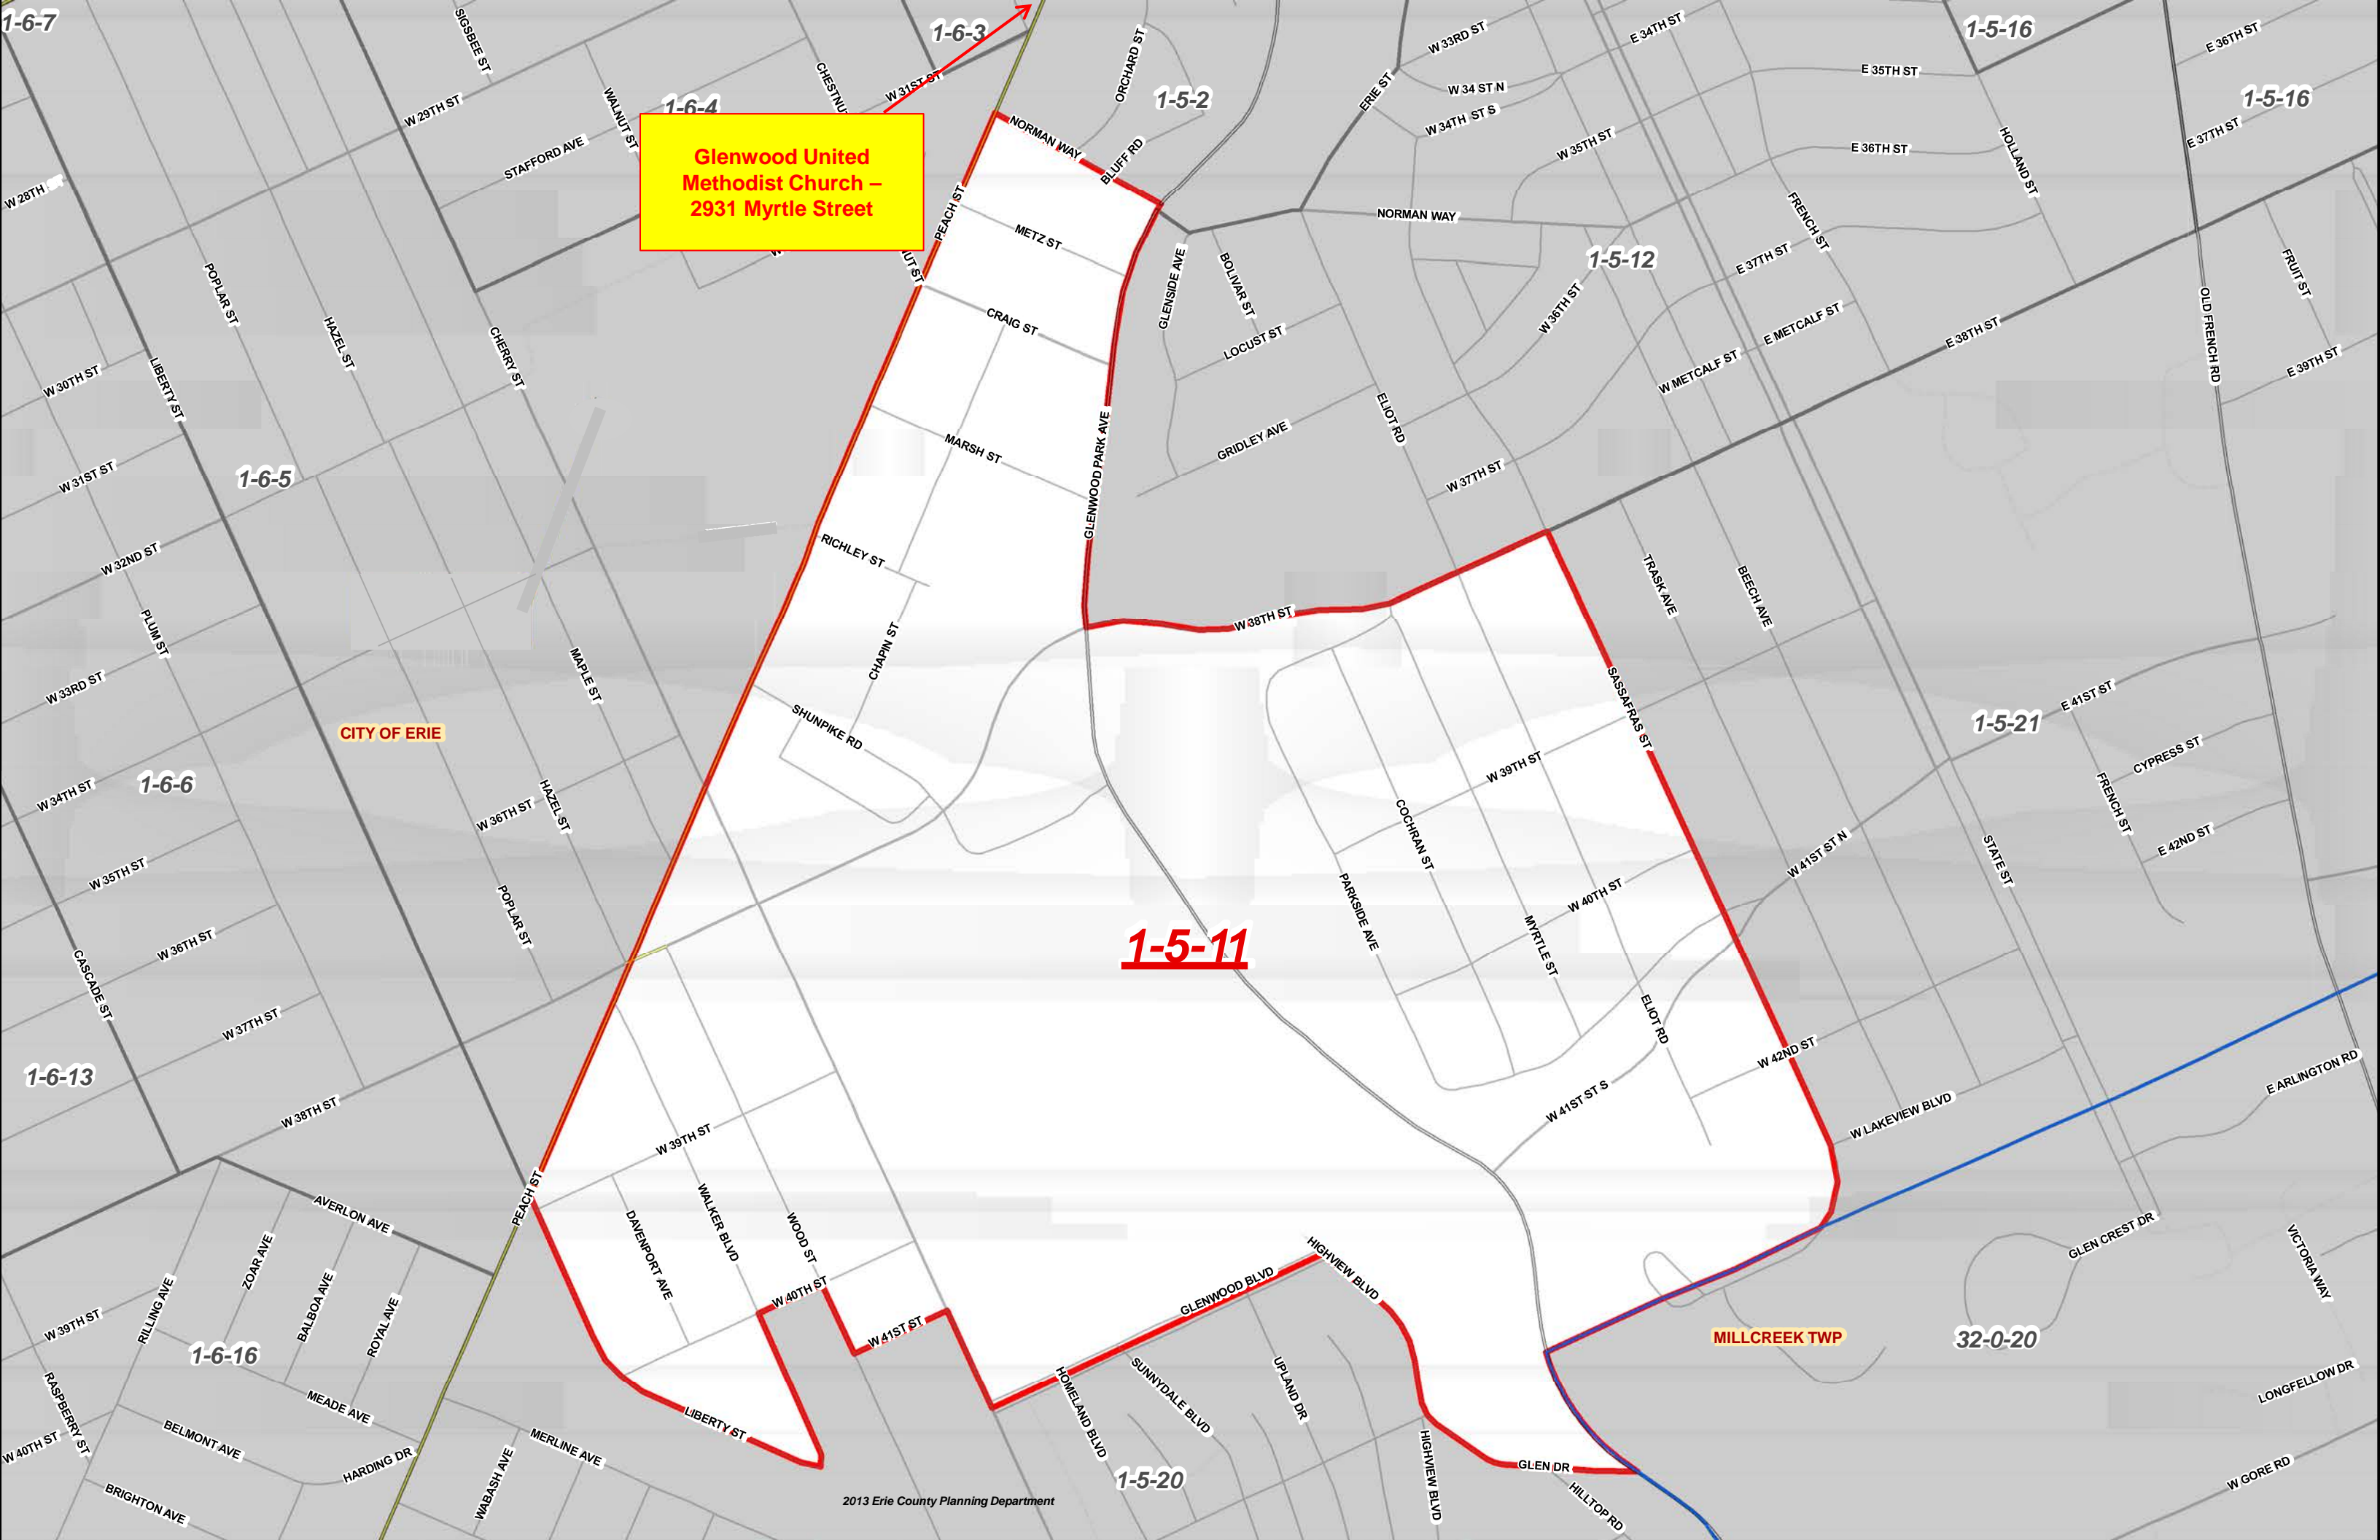 1-6-7
SIGSBEE ST
1-6-3
ORCHARD ST
W 33RD ST
E 34TH ST
1-5-16
E 36TH ST
W 29TH ST
WALNUT ST
1-6-4
CHESTNU
W 31ST ST
1-5-2
ERIE ST
W 34 ST N
W 34TH ST S
E 35TH ST
1-5-16
E 37TH ST
STAFFORD AVE
Glenwood United
Methodist Church –
2931 Myrtle Street
NORMAN WAY
BLUFF RD
W 35TH ST
E 36TH ST
HOLLAND ST
W 28TH
PEACH ST
METZ ST
NORMAN WAY
FRENCH ST
1-5-12
E 37TH ST
UT ST
GLENSIDE AVE
BOLIVAR ST
FRUIT ST
POPLAR ST
HAZEL ST
CHERRY ST
CRAIG ST
LOCUST ST
W 36TH ST
E METCALF ST
E 38TH ST
OLD FRENCH RD
W 30TH ST
LIBERTY ST
W METCALF ST
E 39TH ST
MARSH ST
GLENWOOD PARK AVE
GRIDLEY AVE
ELIOT RD
W 31ST ST
1-6-5
W 37TH ST
W 32ND ST
RICHLEY ST
TRASK AVE
BEECH AVE
PLUM ST
CHAPIN ST
W 38TH ST
W 33RD ST
MAPLE ST
SHUNPIKE RD
SASSAFRAS ST
E 41ST ST
1-5-21
CITY OF ERIE
W 39TH ST
CYPRESS ST
1-6-6
W 34TH ST
W 36TH ST
HAZEL ST
COCHRAN ST
FRENCH ST
W 41ST ST N
STATE ST
E 42ND ST
W 35TH ST
POPLAR ST
PARKSIDE AVE
W 40TH ST
W 36TH ST
1-5-11
MYRTLE ST
CASCADE ST
W 37TH ST
ELIOT RD
W 42ND ST
1-6-13
W 38TH ST
W 41ST ST S
W LAKEVIEW BLVD
E ARLINGTON RD
W 39TH ST
PEACH ST
AVERLON AVE
DAVENPORT AVE
WALKER BLVD
WOOD ST
HIGHVIEW BLVD
GLEN CREST DR
VICTORIA WAY
ZOAR AVE
RILLING AVE
BALBOA AVE
ROYAL AVE
W 40TH ST
GLENWOOD BLVD
W 39TH ST
1-6-16
W 41ST ST
MILLCREEK TWP
32-0-20
RASPBERRY ST
MEADE AVE
LIBERTY ST
HOMELAND BLVD
SUNNYDALE BLVD
UPLAND DR
LONGFELLOW DR
W 40TH ST
BELMONT AVE
HARDING DR
MERLINE AVE
WABASH AVE
1-5-20
HIGHVIEW BLVD
GLEN DR
HILLTOP RD
W GORE RD
BRIGHTON AVE
2013 Erie County Planning Department